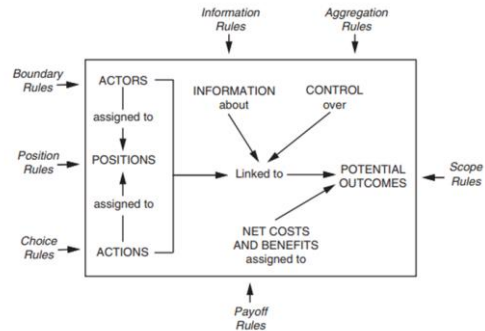 Information
Rules
Aggregation
Rules
Boundary
Rules
ACTORS
INFORMATION
about
CONTROL
over
assigned to
Position
Rules
POSITIONS
Linked to
POTENTIAL
OUTCOMES
Scope
Rules
assigned to
NET COSTS
AND BENEFITS
assigned to
Choice
Rules
ACTIONS
Payoff
Rules